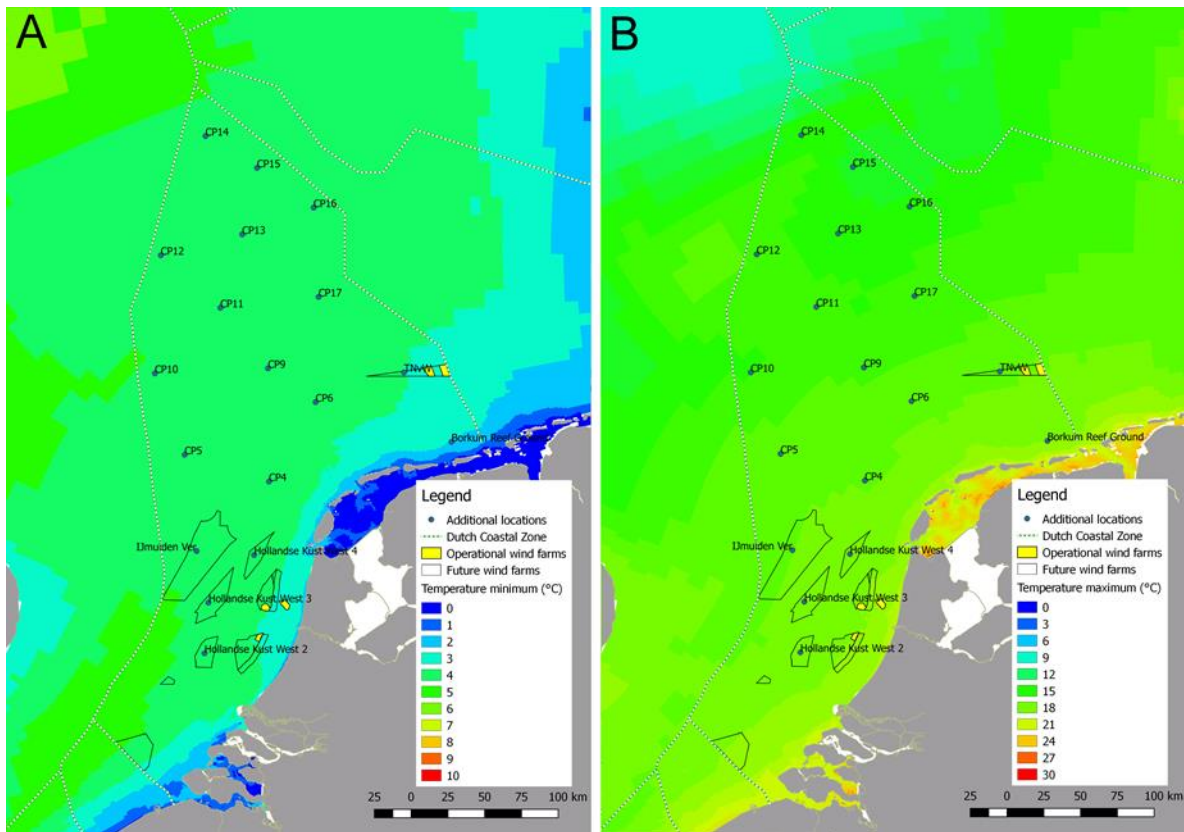 A
CP14
CP15
CP16
CP13
CP12
CP17
CP11
CP10
CP9
TNvW
CP6
Borkum Reef Ground
CP5
CP4
IJmuiden Ver
Hollandse Kust West 4
Hollandse Kust West 3
Hollandse Kust West 2
Legend
Additional locations
Dutch Coastal Zone
Operational wind farms
Future wind farms
Temperature minimum (°C)
0
1
2
3
4
5
6
7
8
9
10
25 0 25 50 75 100 km
B
CP14
CP15
CP16
CP13
CP12
CP17
CP11
CP10
CP9
TNvW
CP6
Borkum Reef Ground
CP5
CP4
IJmuiden Ver
Hollandse Kust West 4
Hollandse Kust West 3
Hollandse Kust West 2
Legend
Additional locations
Dutch Coastal Zone
Operational wind farms
Future wind farms
Temperature maximum (°C)
0
3
6
9
12
15
18
21
24
27
30
25 0 25 50 75 100 km